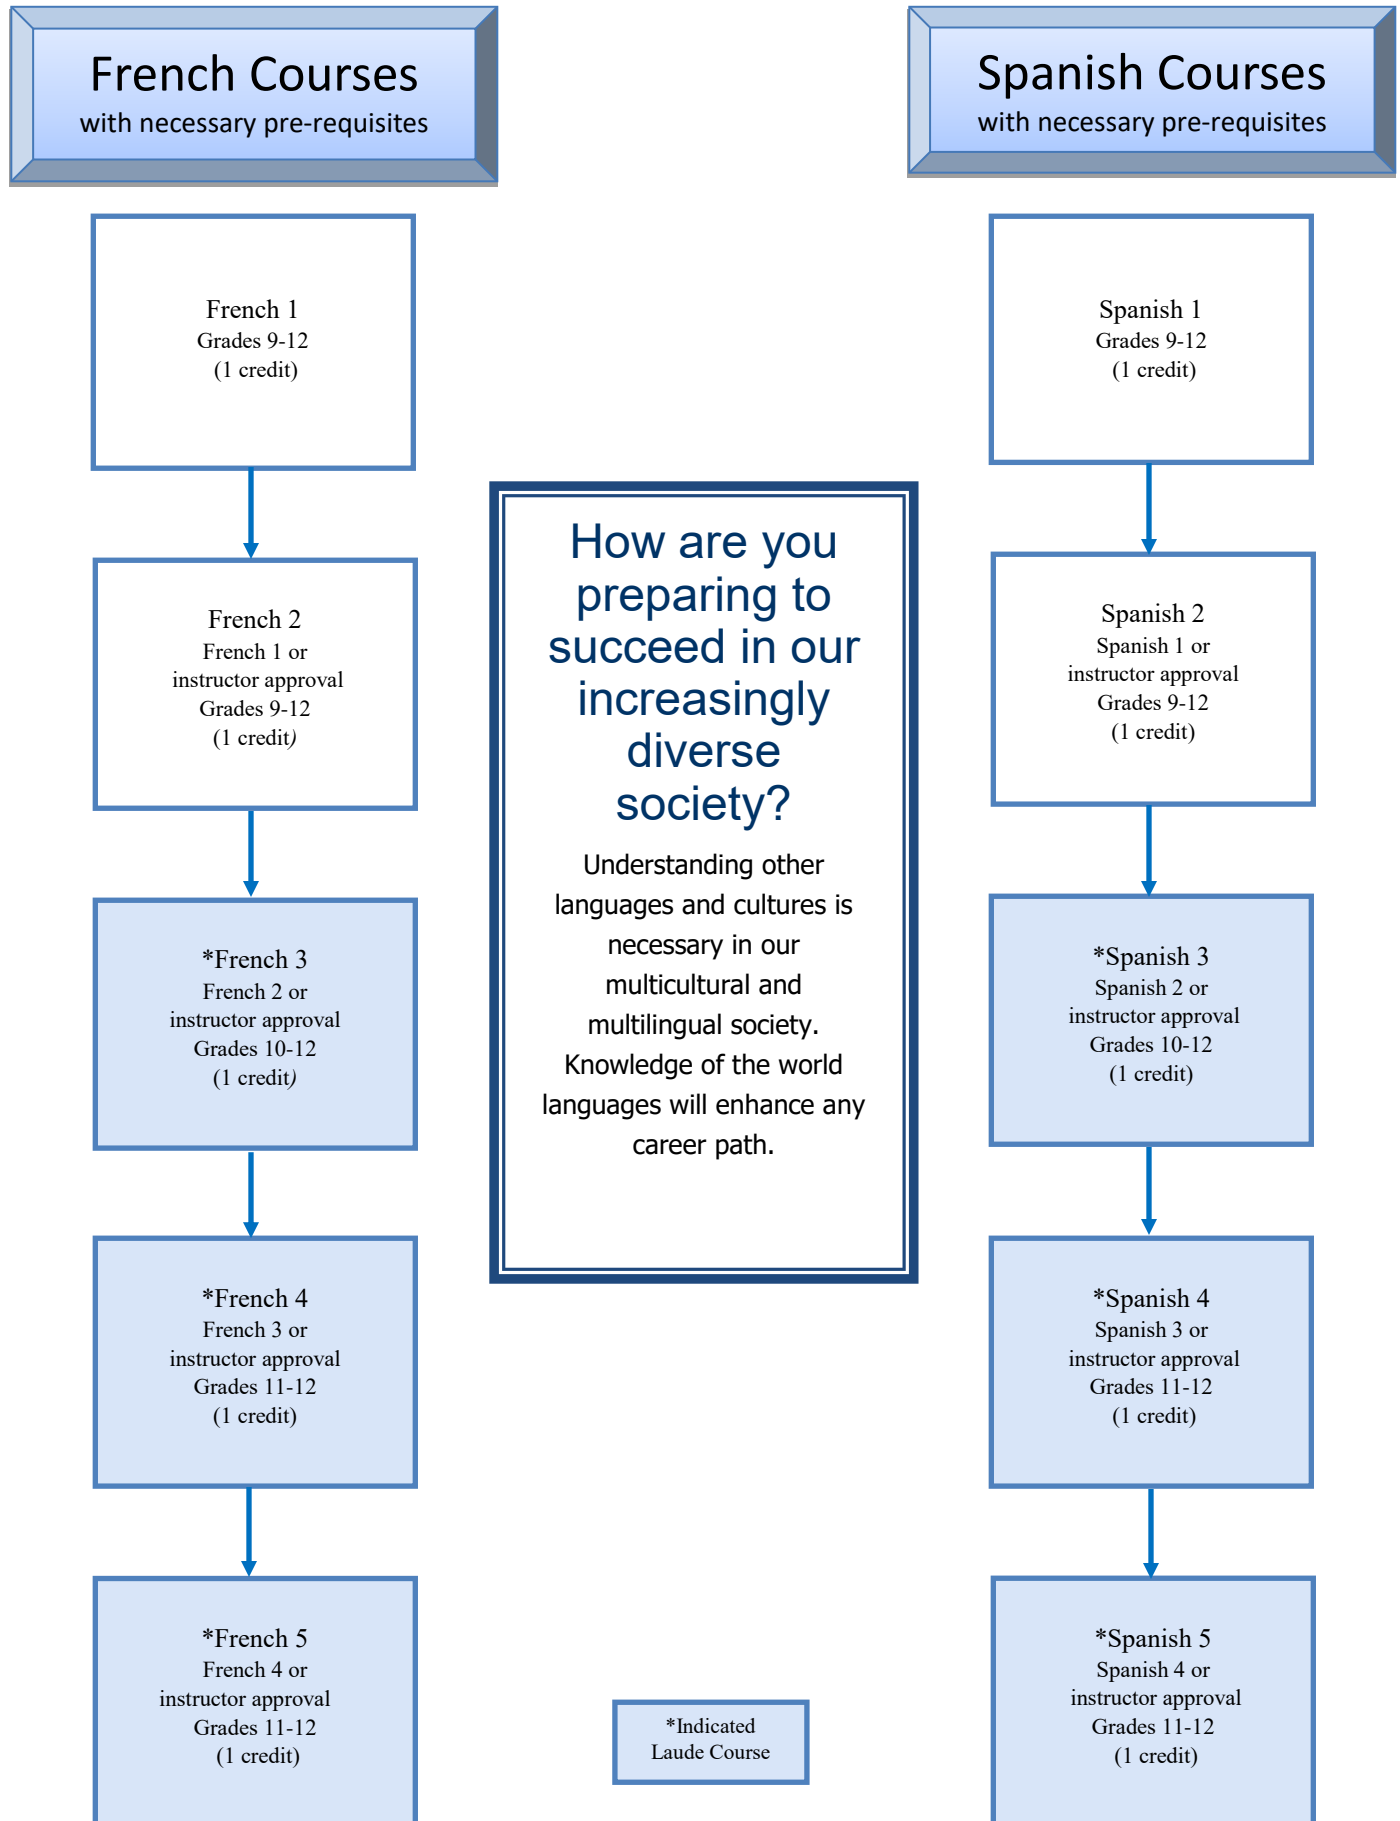 French Courses
with necessary pre-requisites
French 1
Grades 9-12
(1 credit)
French 2
French 1 or
instructor approval
Grades 9-12
(1 credit)
*French 3
French 2 or
instructor approval
Grades 10-12
(1 credit)
*French 4
French 3 or
instructor approval
Grades 11-12
(1 credit)
*French 5
French 4 or
instructor approval
Grades 11-12
(1 credit)
How are you
preparing to
succeed in our
increasingly
diverse
society?
Understanding other
languages and cultures is
necessary in our
multicultural and
multilingual society.
Knowledge of the world
languages will enhance any
career path.
*Indicated
Laude Course
Spanish Courses
with necessary pre-requisites
Spanish 1
Grades 9-12
(1 credit)
Spanish 2
Spanish 1 or
instructor approval
Grades 9-12
(1 credit)
*Spanish 3
Spanish 2 or
instructor approval
Grades 10-12
(1 credit)
*Spanish 4
Spanish 3 or
instructor approval
Grades 11-12
(1 credit)
*Spanish 5
Spanish 4 or
instructor approval
Grades 11-12
(1 credit)